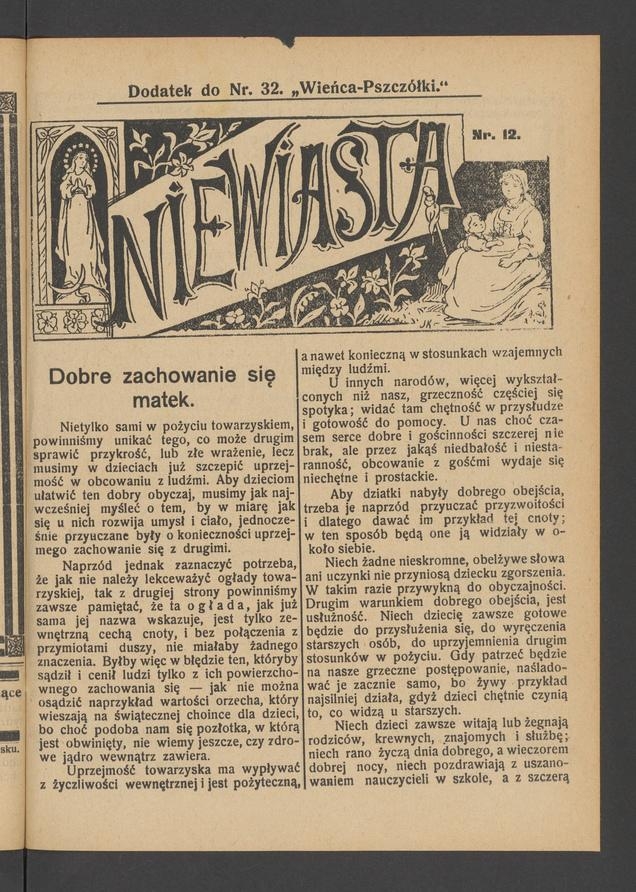 Dodatek do Nr. 32. „Wieńca-Pszczółki.“
Nr. 12.
NIEWIASTA
JK
Dobre zachowanie się
matek.
Nietylko sami w pożyciu towarzyskiem,
powinniśmy unikać tego, co może drugim
sprawić przykrość, lub złe wrażenie, lecz
musimy w dzieciach już szczepić uprzej-
mość w obcowaniu z ludźmi. Aby dzieciom
ułatwić ten dobry obyczaj, musimy jak naj-
wcześniej myśleć o tem, by w miarę jak
się u nich rozwija umysł i ciało, jednocze-
śnie przyuczane były o konieczności uprzej-
mego zachowanie się z drugimi.
Naprzód jednak zaznaczyć potrzeba,
że jak nie należy lekceważyć ogłady towa-
rzyskiej, tak z drugiej strony powinniśmy
zawsze pamiętać, że ta ogłada, jak już
sama jej nazwa wskazuje, jest tylko ze-
wnętrzną cechą cnoty, i bez połączenia z
przymiotami duszy, nie miałaby żadnego
znaczenia. Byłby więc w błędzie ten, któryby
sądził i cenił ludzi tylko z ich powierzcho-
wnego zachowania się — jak nie można
osądzić naprzykład wartości orzecha, który
wieszają na świątecznej choince dla dzieci,
bo choć podoba nam się pozłotka, w którą
jest obwinięty, nie wiemy jeszcze, czy zdro-
we jądro wewnątrz zawiera.
Uprzejmość towarzyska ma wypływać
z życzliwości wewnętrznej i jest pożyteczną,
a nawet konieczną w stosunkach wzajemnych
między ludźmi.
U innych narodów, więcej wykształ-
conych niż nasz, grzeczność częściej się
spotyka; widać tam chętność w przysłudze
i gotowość do pomocy. U nas choć cza-
sem serce dobre i gościnności szczerej nie
brak, ale przez jakąś niedbałość i niesta-
ranność, obcowanie z gośćmi wydaje się
niechętne i prostackie.
Aby dziatki nabyły dobrego obejścia,
trzeba je naprzód przyuczać przyzwoitości
i dlatego dawać im przykład tej cnoty;
w ten sposób będą one ją widziały w o-
koło siebie.
Niech żadne nieskromne, obelżywe słowa
ani uczynki nie przyniosą dziecku zgorszenia.
W takim razie przywykną do obyczajności.
Drugim warunkiem dobrego obejścia, jest
usłużność. Niech dziecię zawsze gotowe
będzie do przysłużenia się, do wyręczenia
starszych osób, do uprzyjemnienia drugim
stosunków w pożyciu. Gdy patrzeć będzie
na nasze grzeczne postępowanie, naślado-
wać je zacznie samo, bo żywy przykład
najsilniej działa, gdyż dzieci chętnie czynią
to, co widzą u starszych.
Niech dzieci zawsze witają lub żegnają
rodziców, krewnych, znajomych i służbę;
niech rano życzą dnia dobrego, a wieczorem
dobrej nocy, niech pozdrawiają z uszano-
waniem nauczycieli w szkole, a z szczerą
ące
sku.